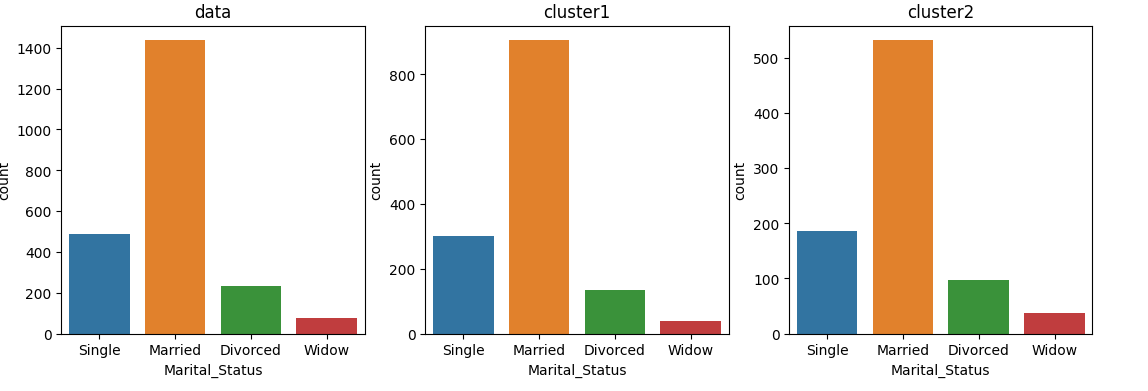 data
1400
1200
1000
800
600
400
200
0
count
Single Married Divorced Widow
Marital_Status
cluster1
800
600
400
200
0
count
Single Married Divorced Widow
Marital_Status
cluster2
500
400
300
200
100
0
count
Single Married Divorced Widow
Marital_Status